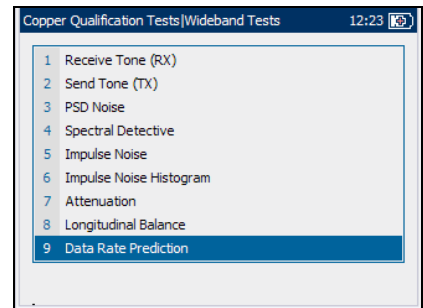 Copper Qualification Tests|Wideband Tests 12:23
1 Receive Tone (RX)
2 Send Tone (TX)
3 PSD Noise
4 Spectral Detective
5 Impulse Noise
6 Impulse Noise Histogram
7 Attenuation
8 Longitudinal Balance
9 Data Rate Prediction